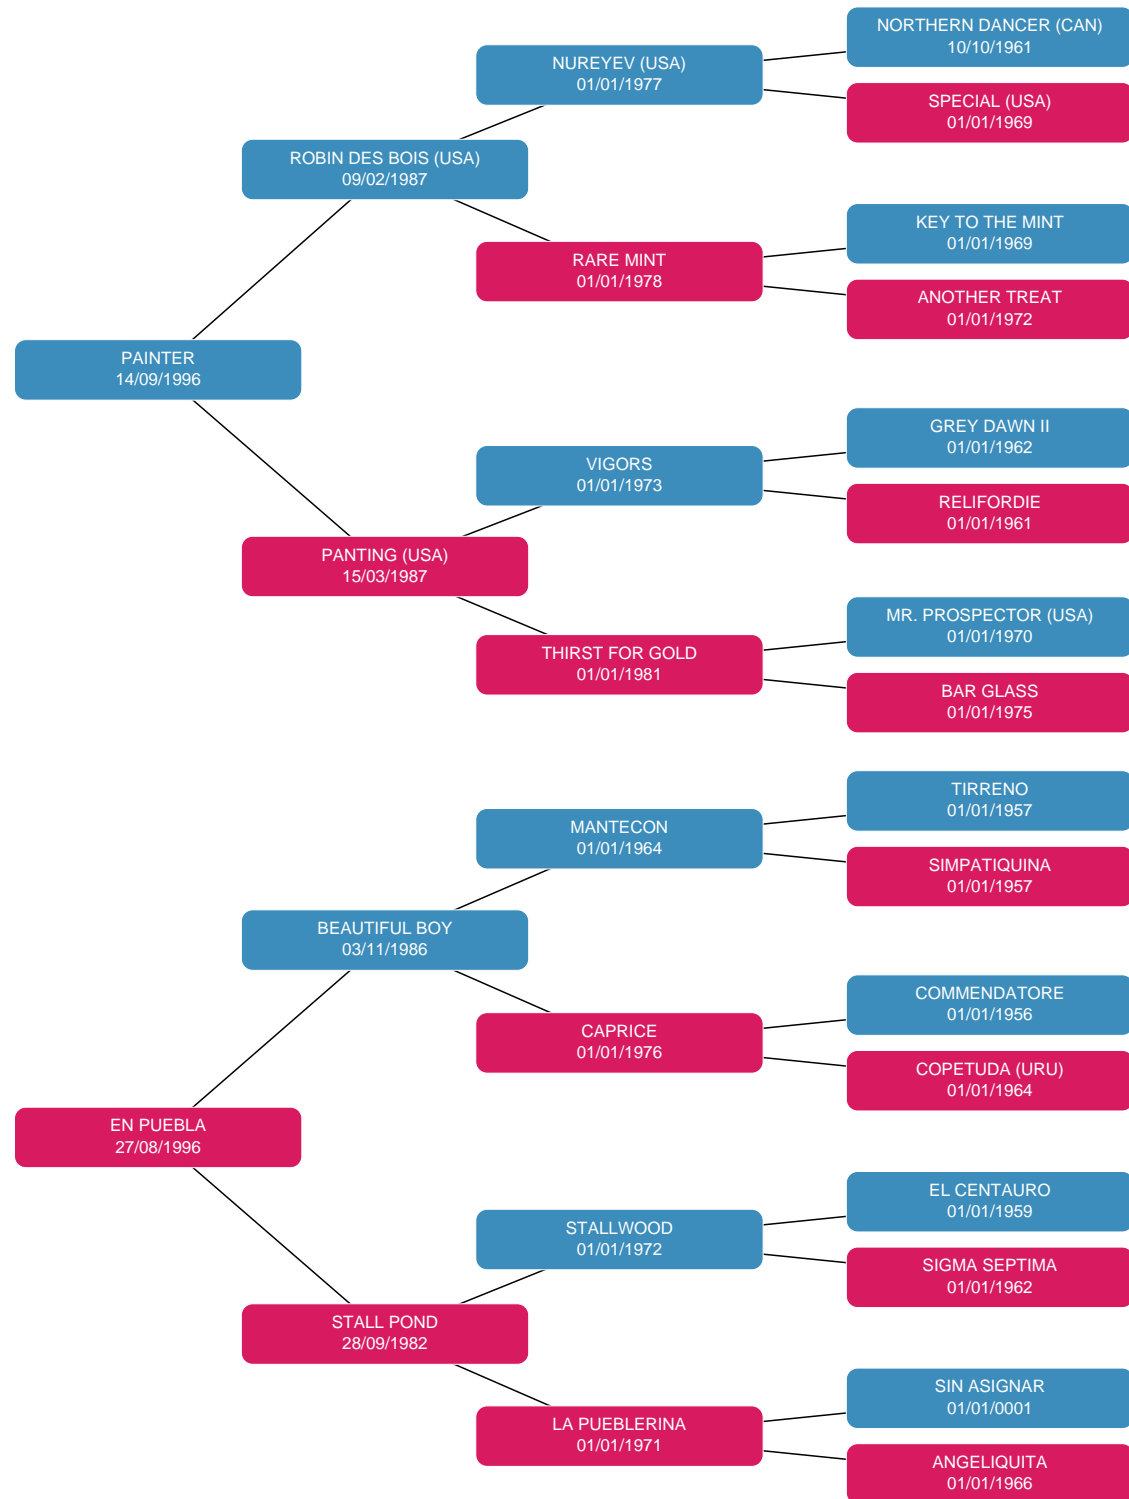 NORTHERN DANCER (CAN)
10/10/1961
NUREYEV (USA)
01/01/1977
SPECIAL (USA)
01/01/1969
ROBIN DES BOIS (USA)
09/02/1987
KEY TO THE MINT
01/01/1969
RARE MINT
01/01/1978
ANOTHER TREAT
01/01/1972
PAINTER
14/09/1996
GREY DAWN II
01/01/1962
VIGORS
01/01/1973
RELIFORDIE
01/01/1961
PANTING (USA)
15/03/1987
MR. PROSPECTOR (USA)
01/01/1970
THIRST FOR GOLD
01/01/1981
BAR GLASS
01/01/1975
TIRRENO
01/01/1957
MANTECON
01/01/1964
SIMPATIQUINA
01/01/1957
BEAUTIFUL BOY
03/11/1986
COMMENDATORE
01/01/1956
CAPRICE
01/01/1976
COPETUDA (URU)
01/01/1964
EN PUEBLA
27/08/1996
EL CENTAURO
01/01/1959
STALLWOOD
01/01/1972
SIGMA SEPTIMA
01/01/1962
STALL POND
28/09/1982
SIN ASIGNAR
01/01/0001
LA PUEBLERINA
01/01/1971
ANGELIQUITA
01/01/1966